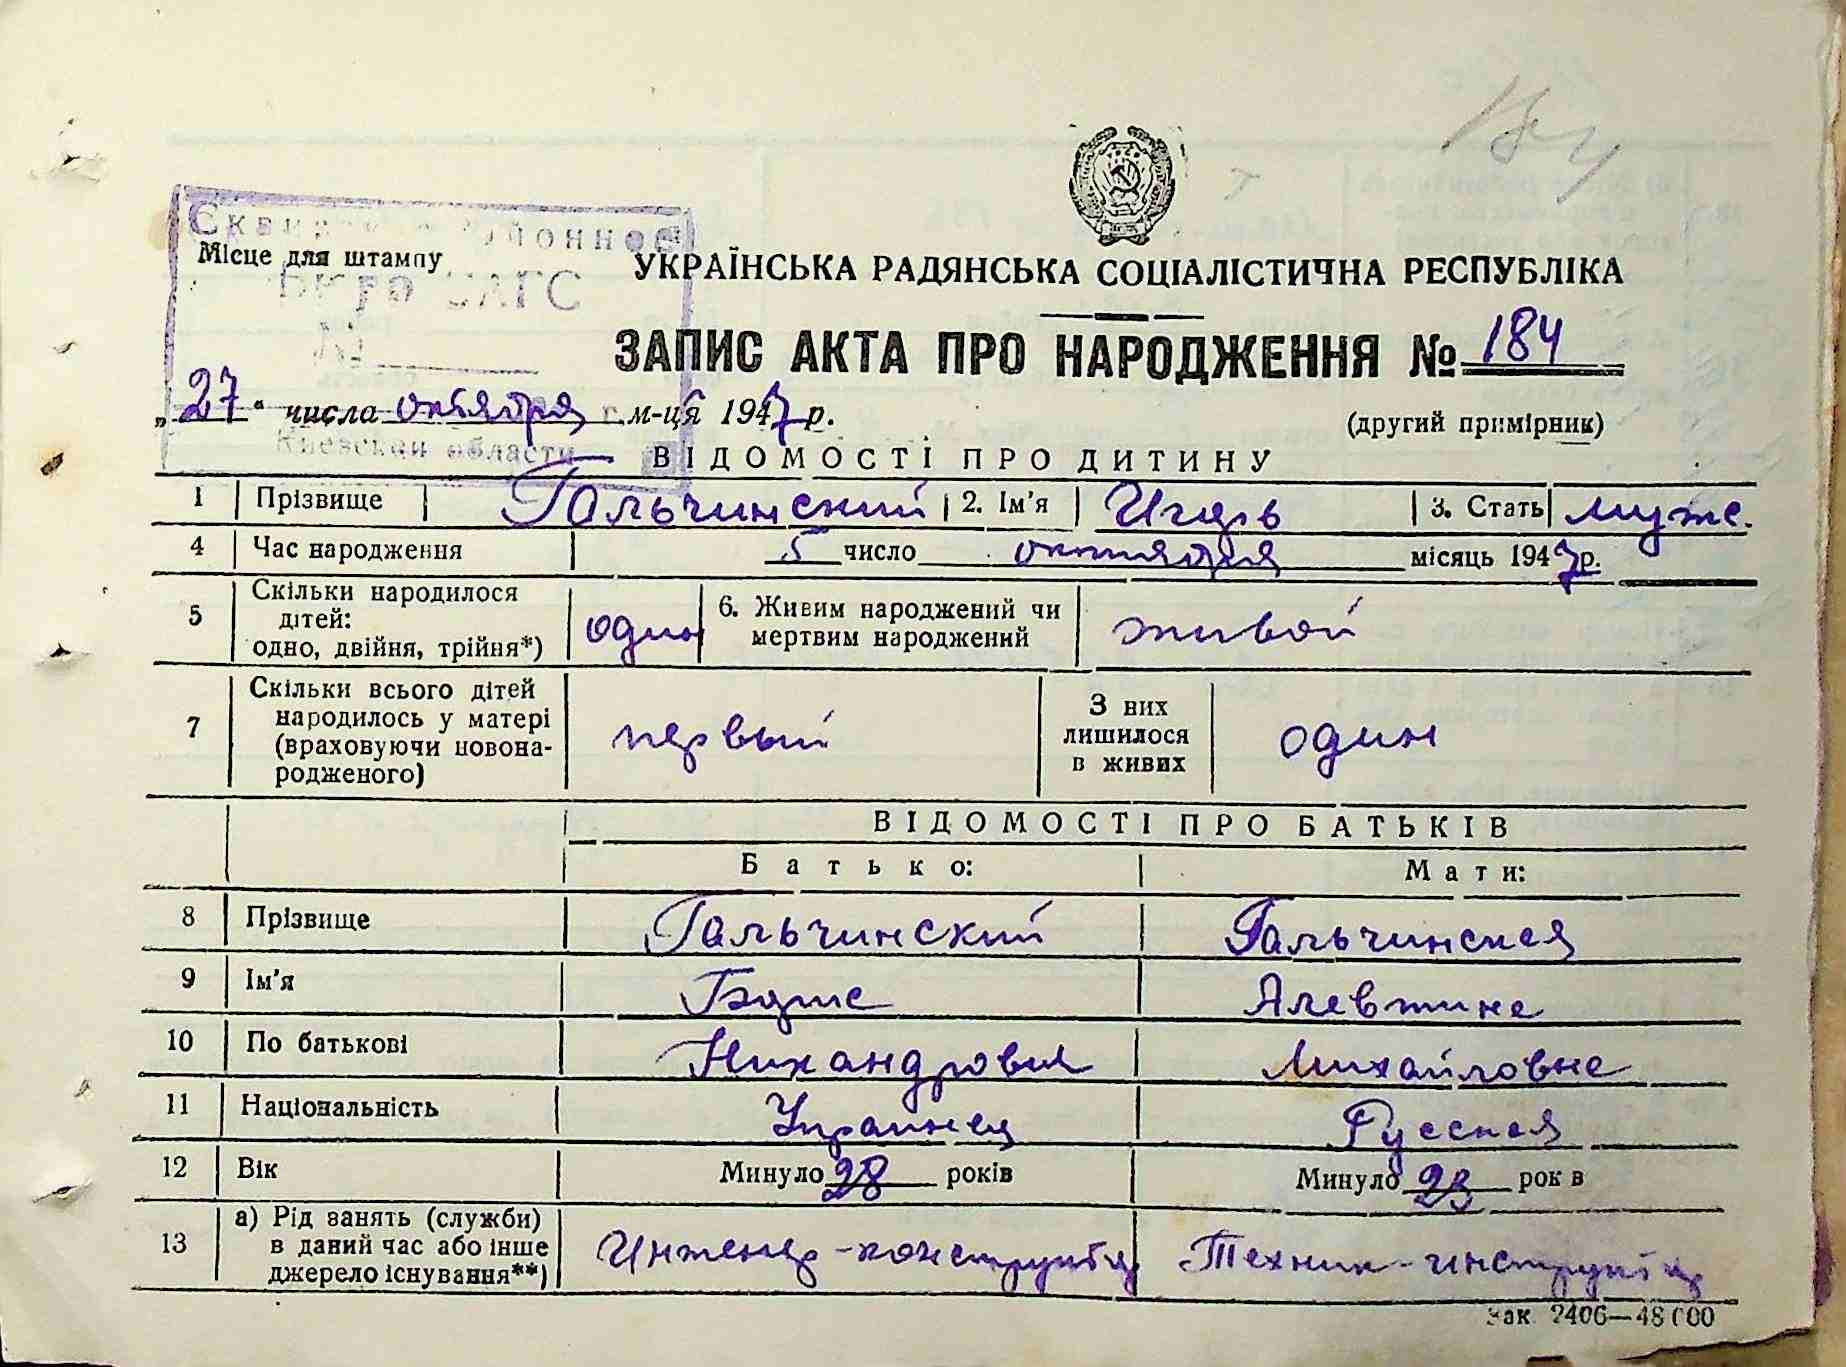 184
Сквирское районное
Місце для штампу
бюро ЗАГС
УКРАЇНСЬКА РАДЯНСЬКА СОЦІАЛІСТИЧНА РЕСПУБЛІКА
№
ЗАПИС АКТА ПРО НАРОДЖЕННЯ № 184
„27“ числа октября м-ця 1947 р.
(другий примірник)
Киевской области
ВІДОМОСТІ ПРО ДИТИНУ
1 Прізвище Гальчинский 2. Ім'я Игорь 3. Стать муже.
4 Час народження 5 число октября місяць 1947 р.
5 Скільки народилося дітей: одно, двійня, трійня*) один 6. Живим народжений чи мертвим народжений живой
7 Скільки всього дітей народилось у матері (враховуючи новонародженого) первый З них лишилося в живих один
ВІДОМОСТІ ПРО БАТЬКІВ
Батько: Мати:
8 Прізвище Гальчинский Гальчинская
9 Ім'я Борис Алевтина
10 По батькові Никандрович Михайловна
11 Національність Украинец Русская
12 Вік Минуло 28 років Минуло 23 рок в
13 а) Рід занять (служби) в даний час або інше джерело існування**) Инженер-конструктор Техник-инструктор
Зак. 2406—48000